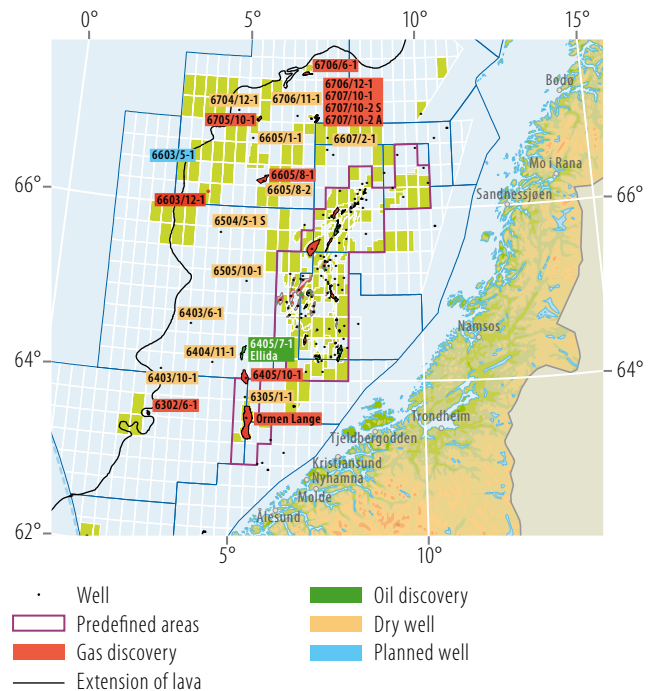 0° 5° 10° 15°
6706/6-1
6706/12-1
6707/10-1
6707/10-2 S
6707/10-2 A
6704/12-1
6706/11-1
6705/10-1
6605/1-1
6607/2-1
Bodø
6603/5-1
Mo i Rana
66°
6605/8-1
6605/8-2
6603/12-1
Sandnessjøen
66°
6504/5-1 S
6505/10-1
6403/6-1
Namsos
6405/7-1
Ellida
6404/11-1
64°
64°
6403/10-1
6405/10-1
6305/1-1
6302/6-1
Ormen Lange
Trondheim
Tjeldbergodden
Kristiansund
Nyhamna
Molde
Ålesund
62°
5° 10°
Well
Oil discovery
Predefined areas
Dry well
Gas discovery
Planned well
Extension of lava